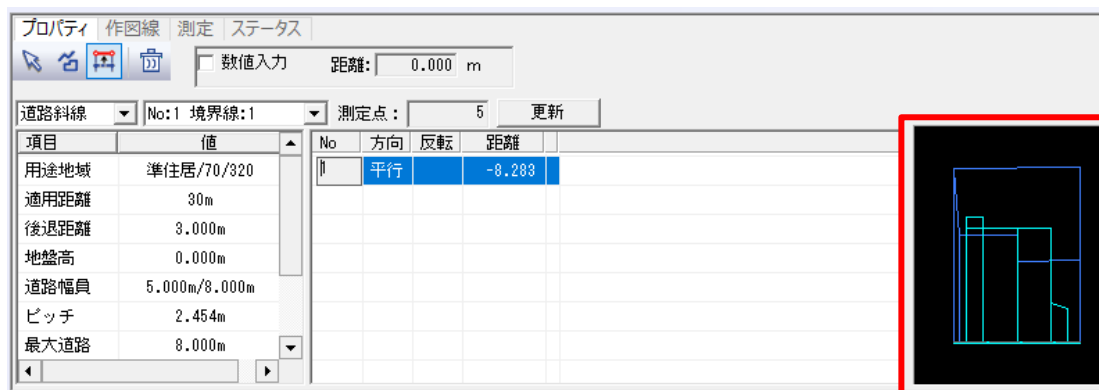 プロパティ 作図線 測定 ステータス
数値入力 距離: 0.000 m
道路斜線 No:1 境界線:1 測定点: 5 更新
項目 値
用途地域 準住居/70/320
適用距離 30m
後退距離 3.000m
地盤高 0.000m
道路幅員 5.000m/8.000m
ピッチ 2.454m
最大道路 8.000m
No 方向 反転 距離
1 平行 -8.283